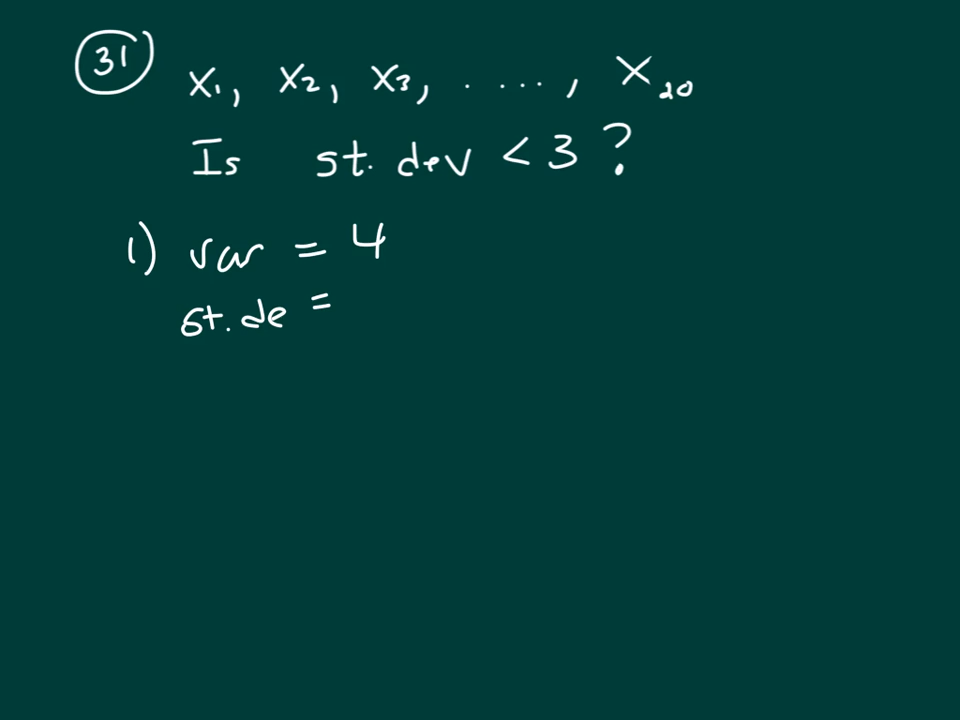 31 x1, x2, x3, . ...., x20
Is st. dev < 3 ?
1) var = 4
st. de =